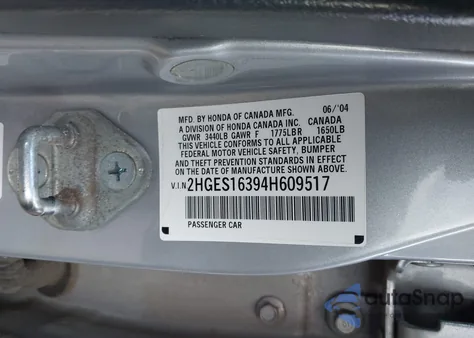 MFD. BY HONDA OF CANADA MFG. 06/'04
A DIVISION OF HONDA CANADA INC. CANADA
GVWR 3440LB GAWR F 1775LBR 1650LB
THIS VEHICLE CONFORMS TO ALL APPLICABLE
FEDERAL MOTOR VEHICLE SAFETY, BUMPER
AND THEFT PREVENTION STANDARDS IN EFFECT
ON THE DATE OF MANUFACTURE SHOWN ABOVE.
V.I.N 2HGES16394H609517
PASSENGER CAR
autoSnap